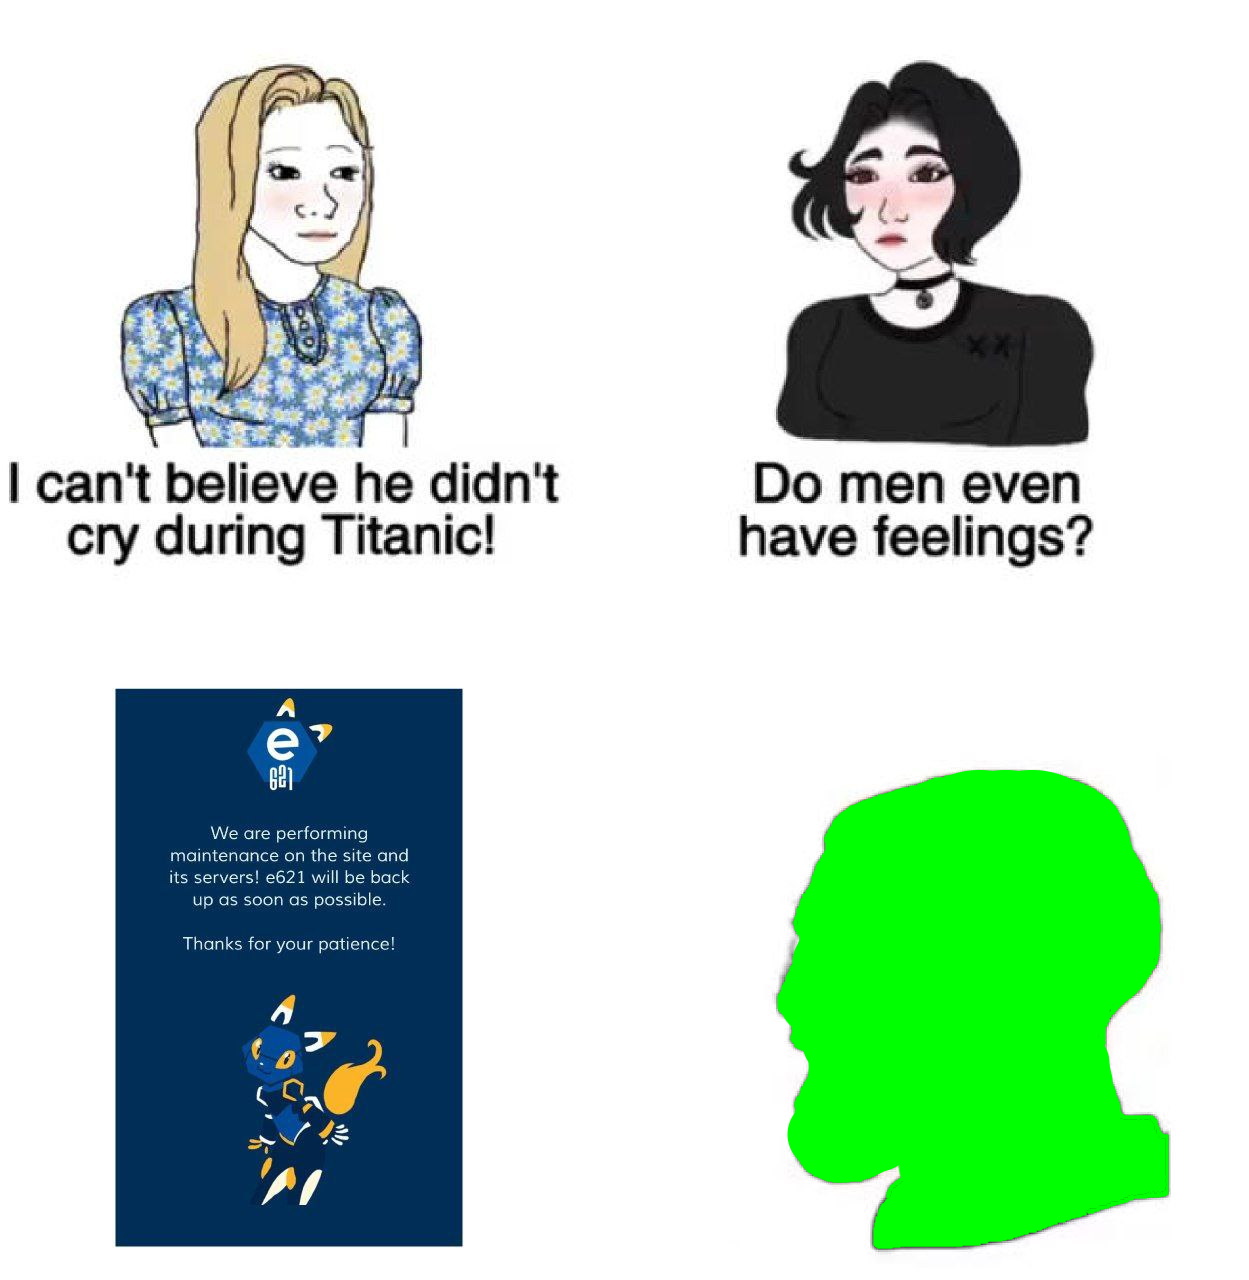 I can't believe he didn't
cry during Titanic!
Do men even
have feelings?
e
621
We are performing
maintenance on the site and
its servers! e621 will be back
up as soon as possible.
Thanks for your patience!